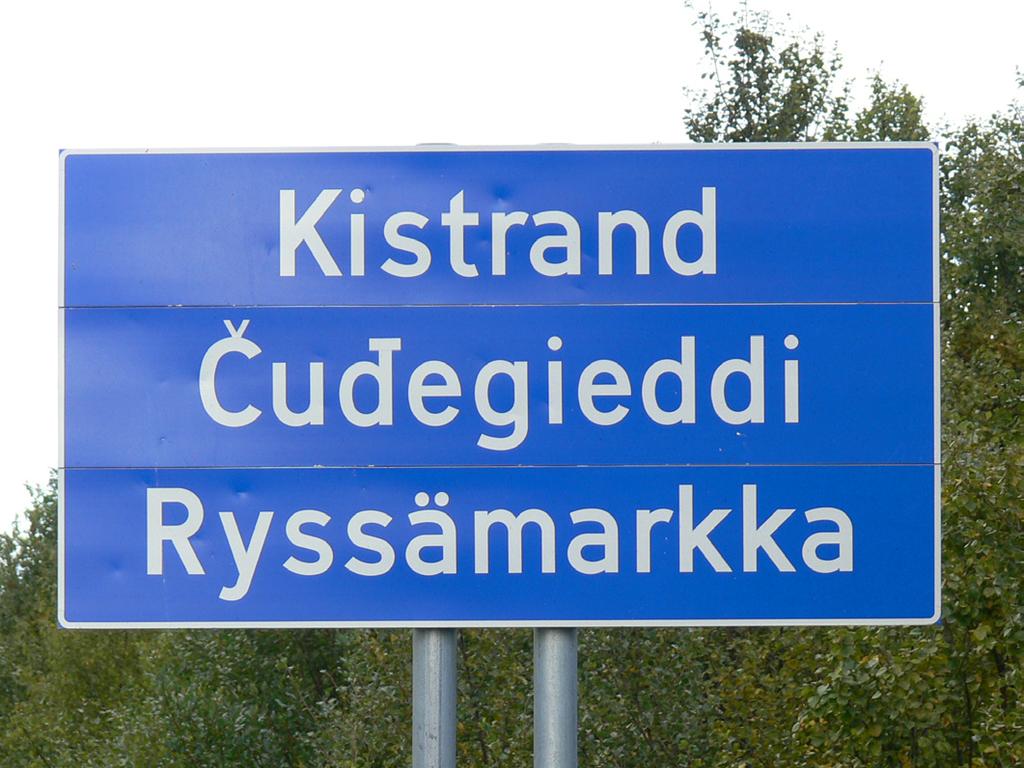 Kistrand
Čuđegieddi
Ryssämarkka